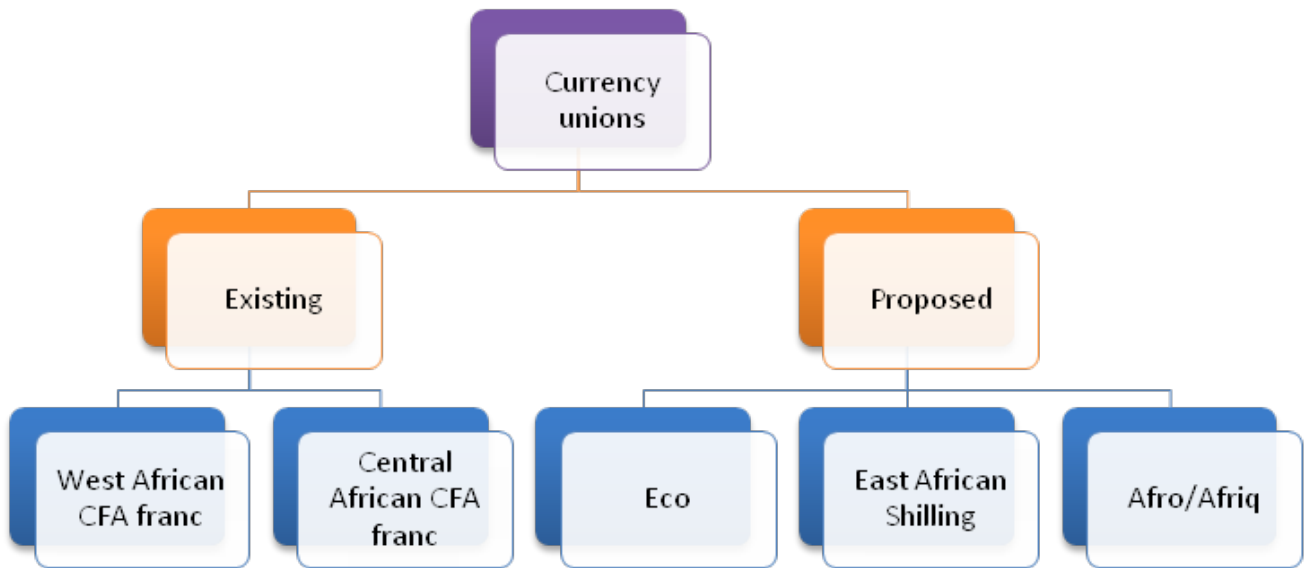 Currency
unions
Existing
Proposed
West African
CFA franc
Central
African CFA
franc
Eco
East African
Shilling
Afro/Afriq